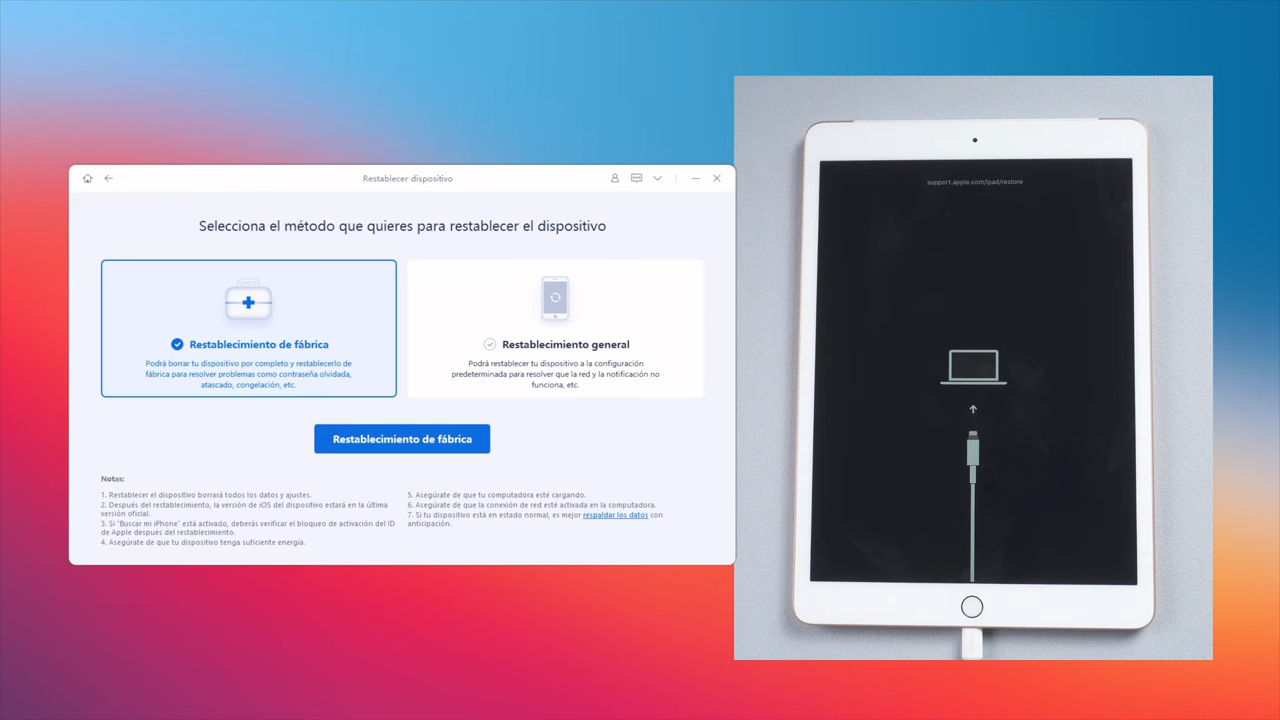 Restablecer dispositivo
Selecciona el método que quieres para restablecer el dispositivo
Restablecimiento de fábrica
Podrá borrar tu dispositivo por completo y restablecerlo de
fábrica para resolver problemas como contraseña olvidada,
atascado, congelación, etc.
Restablecimiento general
Podrá restablecer tu dispositivo a la configuración
predeterminada para resolver que la red y la notificación no
funciona, etc.
Restablecimiento de fábrica
Notas:
1. Restablecer el dispositivo borrará todos los datos y ajustes.
2. Después del restablecimiento, la versión de iOS del dispositivo estará en la última
versión oficial.
3. Si "Buscar mi iPhone" está activado, deberás verificar el bloqueo de activación del ID
de Apple después del restablecimiento.
4. Asegúrate de que tu dispositivo tenga suficiente energía.
5. Asegúrate de que tu computadora esté cargando.
6. Asegúrate de que la conexión de red esté activada en la computadora.
7. Si tu dispositivo está en estado normal, es mejor respaldar los datos con
anticipación.
support.apple.com/ipad/restore